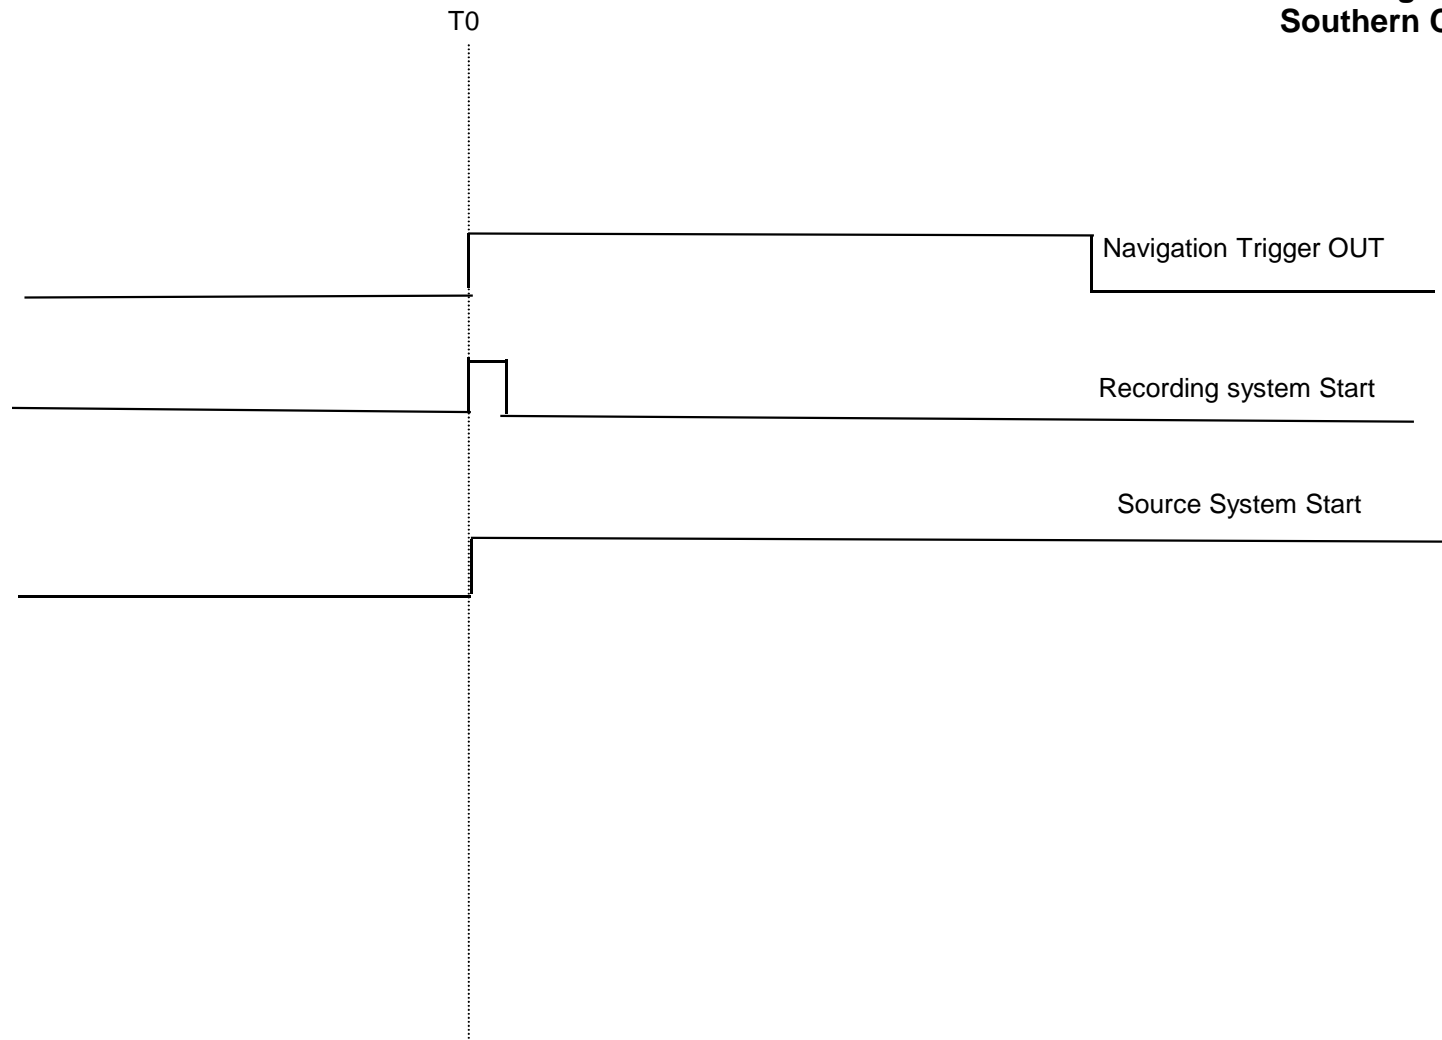 T0
Southern
Navigation Trigger OUT
Recording system Start
Source System Start